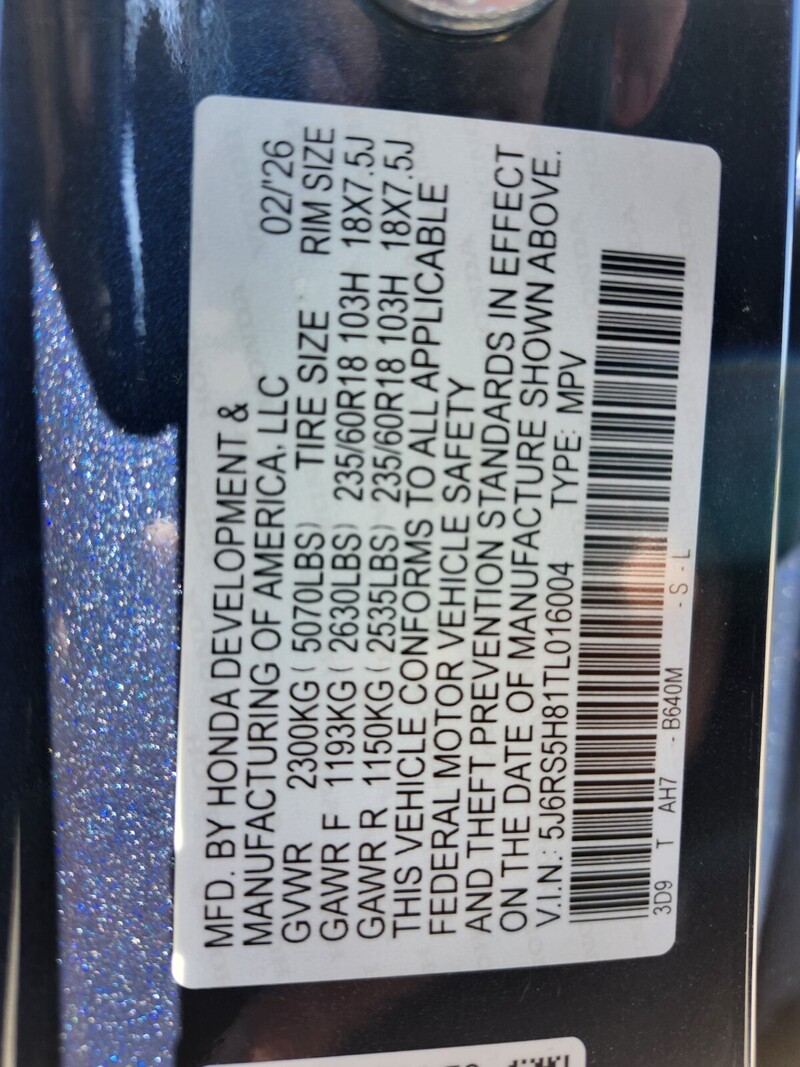 MFD. BY HONDA DEVELOPMENT &
MANUFACTURING OF AMERICA, LLC 02/'26
GVWR 2300KG ( 5070LBS) TIRE SIZE RIM SIZE
GAWR F 1193KG ( 2630LBS) 235/60R18 103H 18X7.5J
GAWR R 1150KG ( 2535LBS) 235/60R18 103H 18X7.5J
THIS VEHICLE CONFORMS TO ALL APPLICABLE
FEDERAL MOTOR VEHICLE SAFETY
AND THEFT PREVENTION STANDARDS IN EFFECT
ON THE DATE OF MANUFACTURE SHOWN ABOVE.
V.I.N.: 5J6RS5H81TL016004 TYPE: MPV
3D9 T AH7 - B640M - S - L